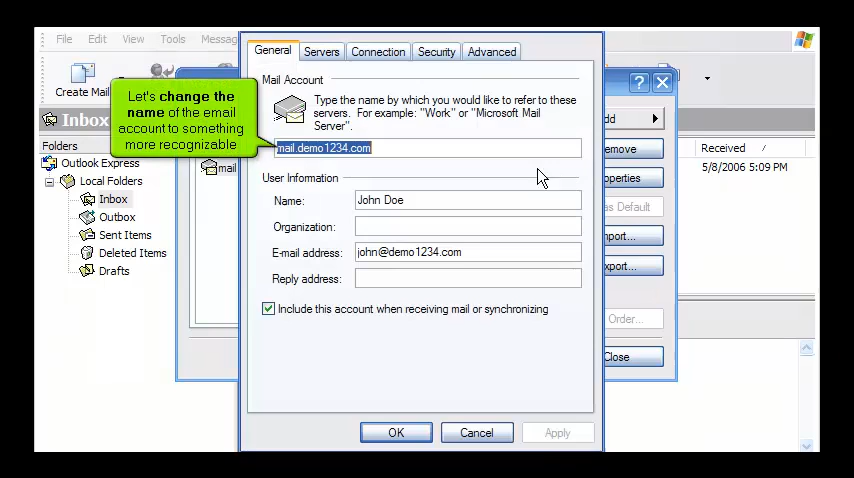 File Edit View Tools Messag
Create Mail
Inbox
Folders
Outlook Express
Local Folders
Inbox
Outbox
Sent Items
Deleted Items
Drafts
Let's change the
name of the email
account to something
more recognizable
mail
General Servers Connection Security Advanced
Mail Account
Type the name by which you would like to refer to these
servers. For example: "Work" or "Microsoft Mail
Server".
mail.demo1234.com
User Information
Name: John Doe
Organization:
E-mail address: john@demo1234.com
Reply address:
Include this account when receiving mail or synchronizing
OK Cancel Apply
?
dd
emove
operties
as Default
nport...
xport...
Order...
Close
Received
5/8/2006 5:09 PM